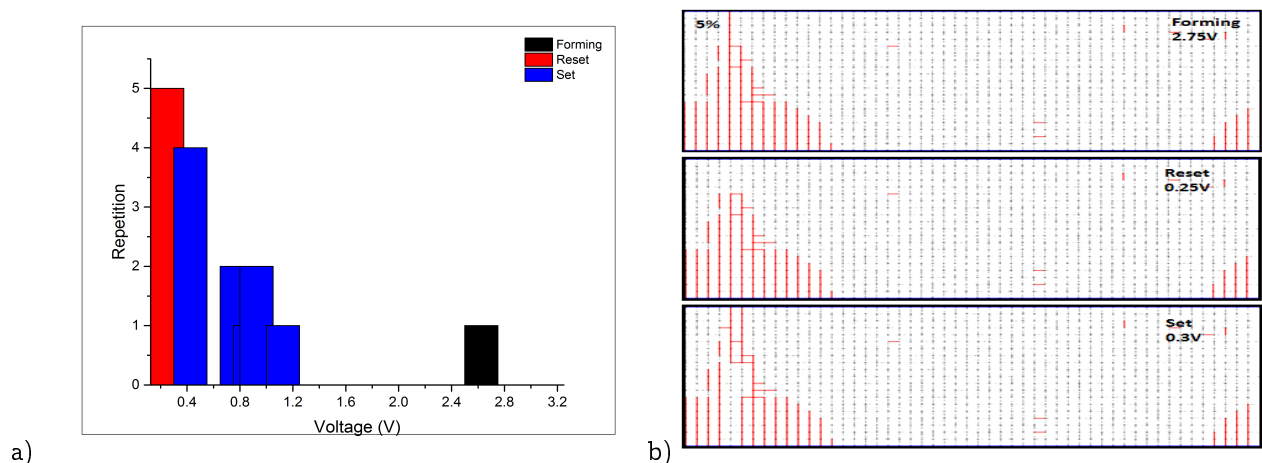 Forming
Reset
Set
5
4
3
2
1
0
Repetition
0.4 0.8 1.2 1.6 2.0 2.4 2.8 3.2
Voltage (V)
a)
5%
Forming
2.75V
Reset
0.25V
Set
0.3V
b)